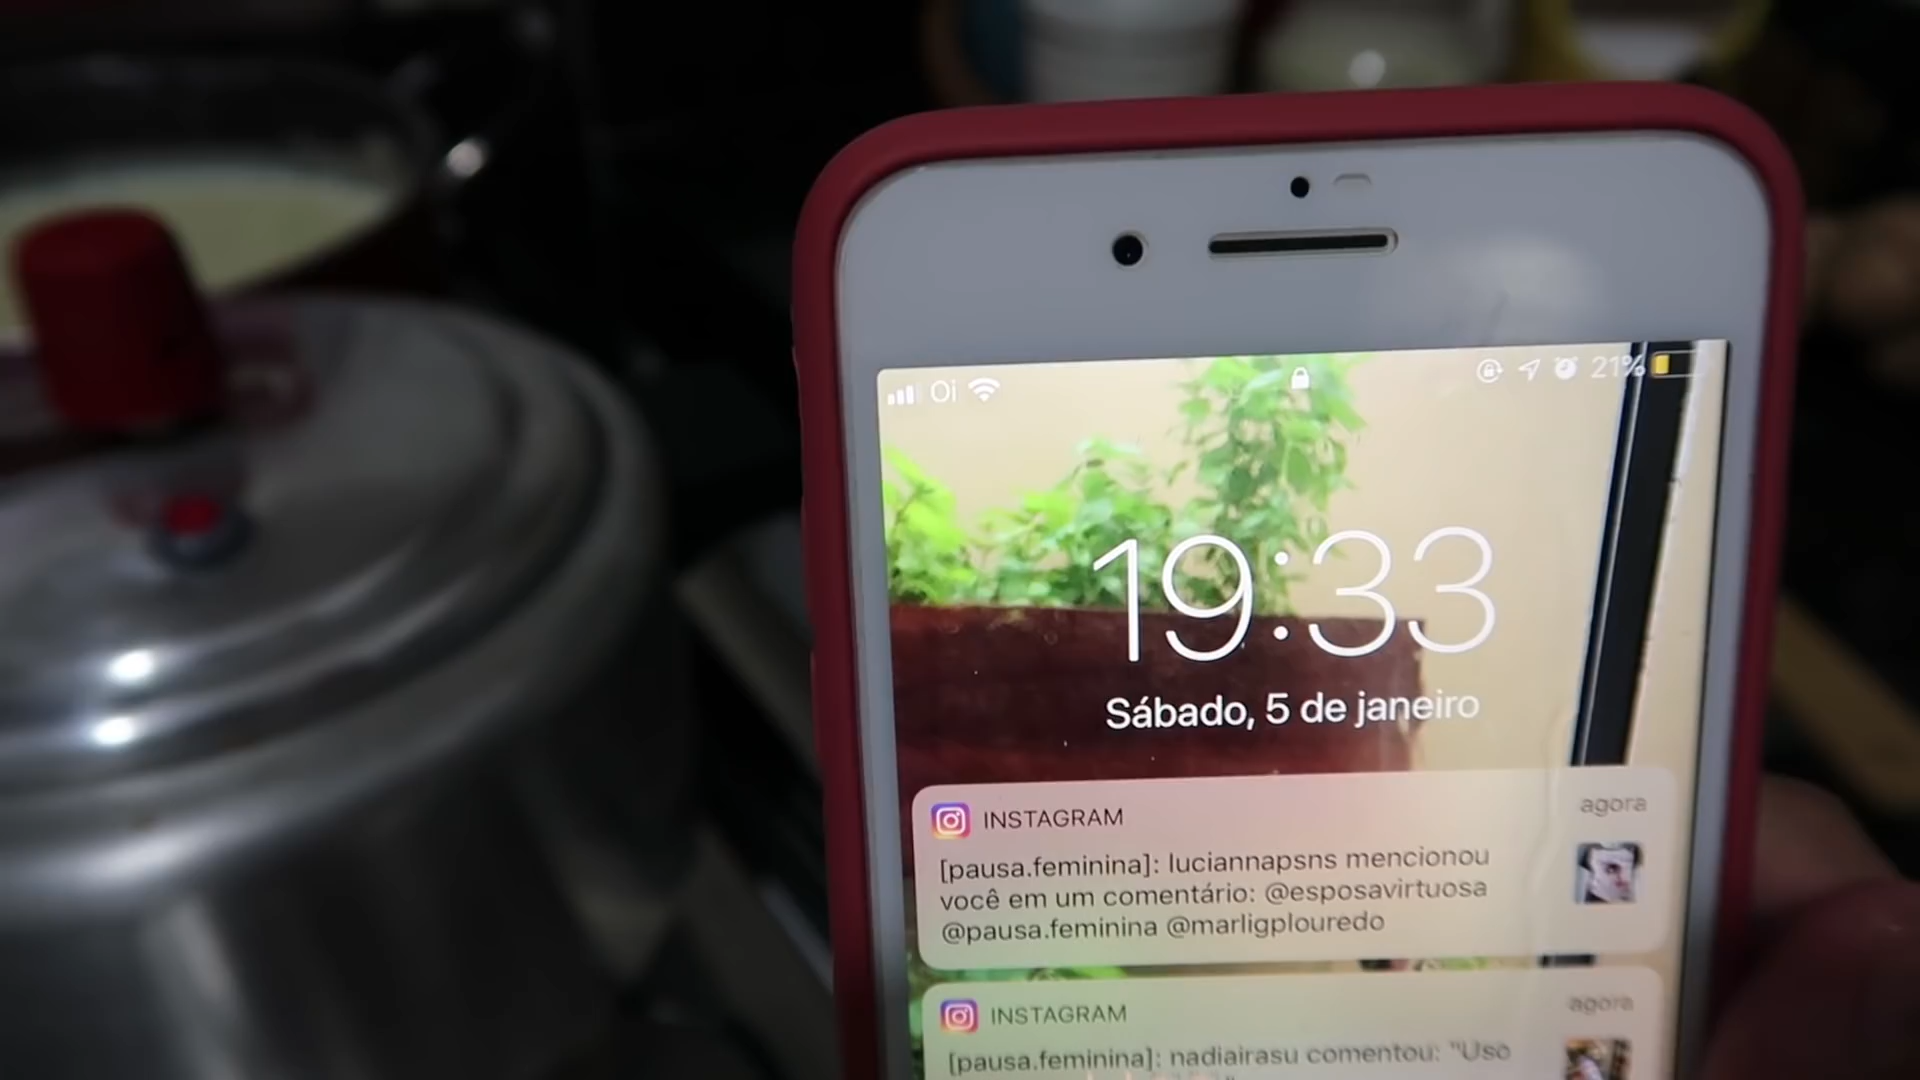 Oi 21%
19:33
Sábado, 5 de janeiro
INSTAGRAM agora
[pausa.feminina]: luciannapsns mencionou
você em um comentário: @esposavirtuosa
@pausa.feminina @marligplouredo
INSTAGRAM agora
[pausa.feminina]: nadiairasu comentou: "Uso